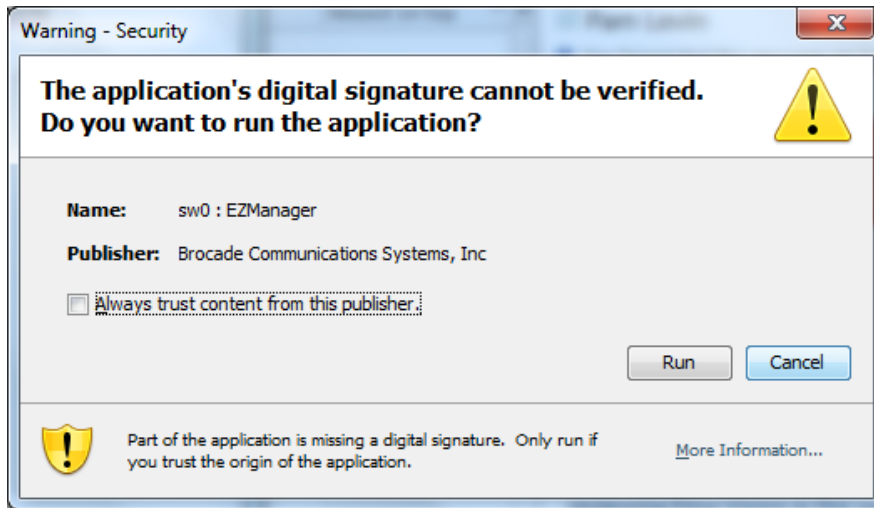 Warning - Security
The application's digital signature cannot be verified.
Do you want to run the application?
Name: sw0 : EZManager
Publisher: Brocade Communications Systems, Inc
Always trust content from this publisher.
Run Cancel
Part of the application is missing a digital signature. Only run if
you trust the origin of the application.
More Information...